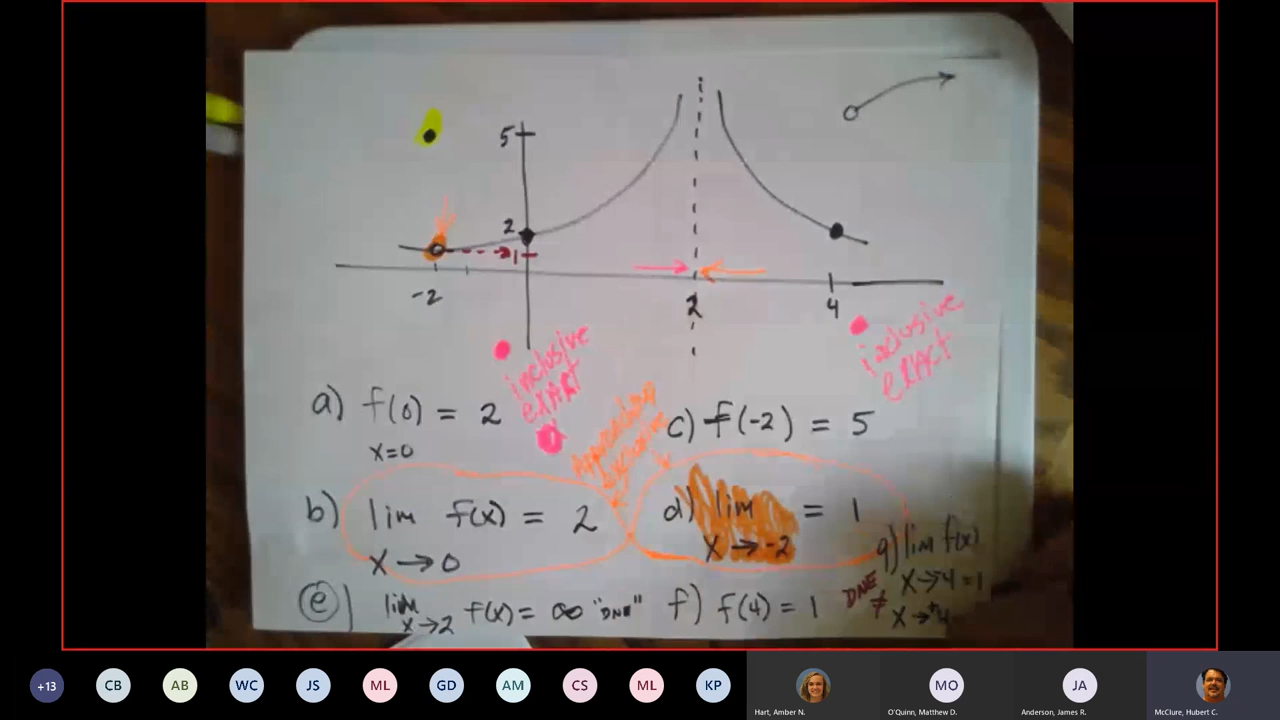 5
2
1
-2
2
4
inclusive
exact
inclusive
exact
Approaching
a) f(0) = 2
x=0
c) f(-2) = 5
b) lim f(x) = 2
x→0
d) lim = 1
x→-2
e) lim f(x) = ∞ "DNE"
x→2
f) f(4) = 1
g) lim f(x)
x→4 = 1
DNE ≠
+13
CB
AB
WC
JS
ML
GD
AM
CS
ML
KP
MO
JA
Hart, Amber N.
O'Quinn, Matthew D.
Anderson, James R.
McClure, Hubert C.